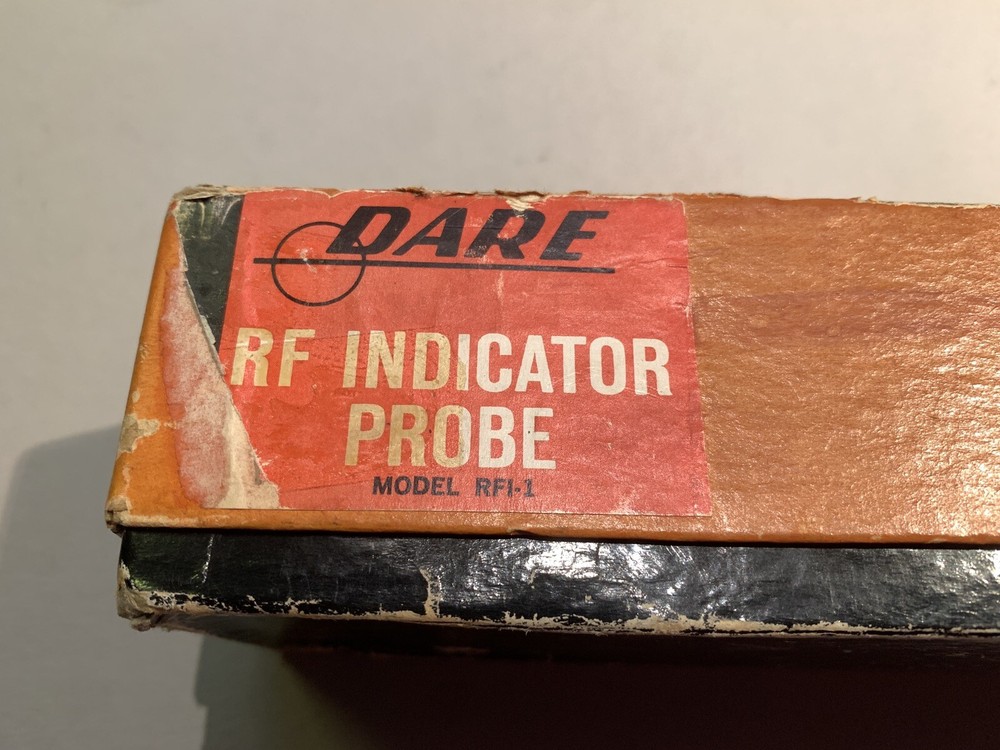 DARE
RF INDICATOR
PROBE
MODEL RFI-1